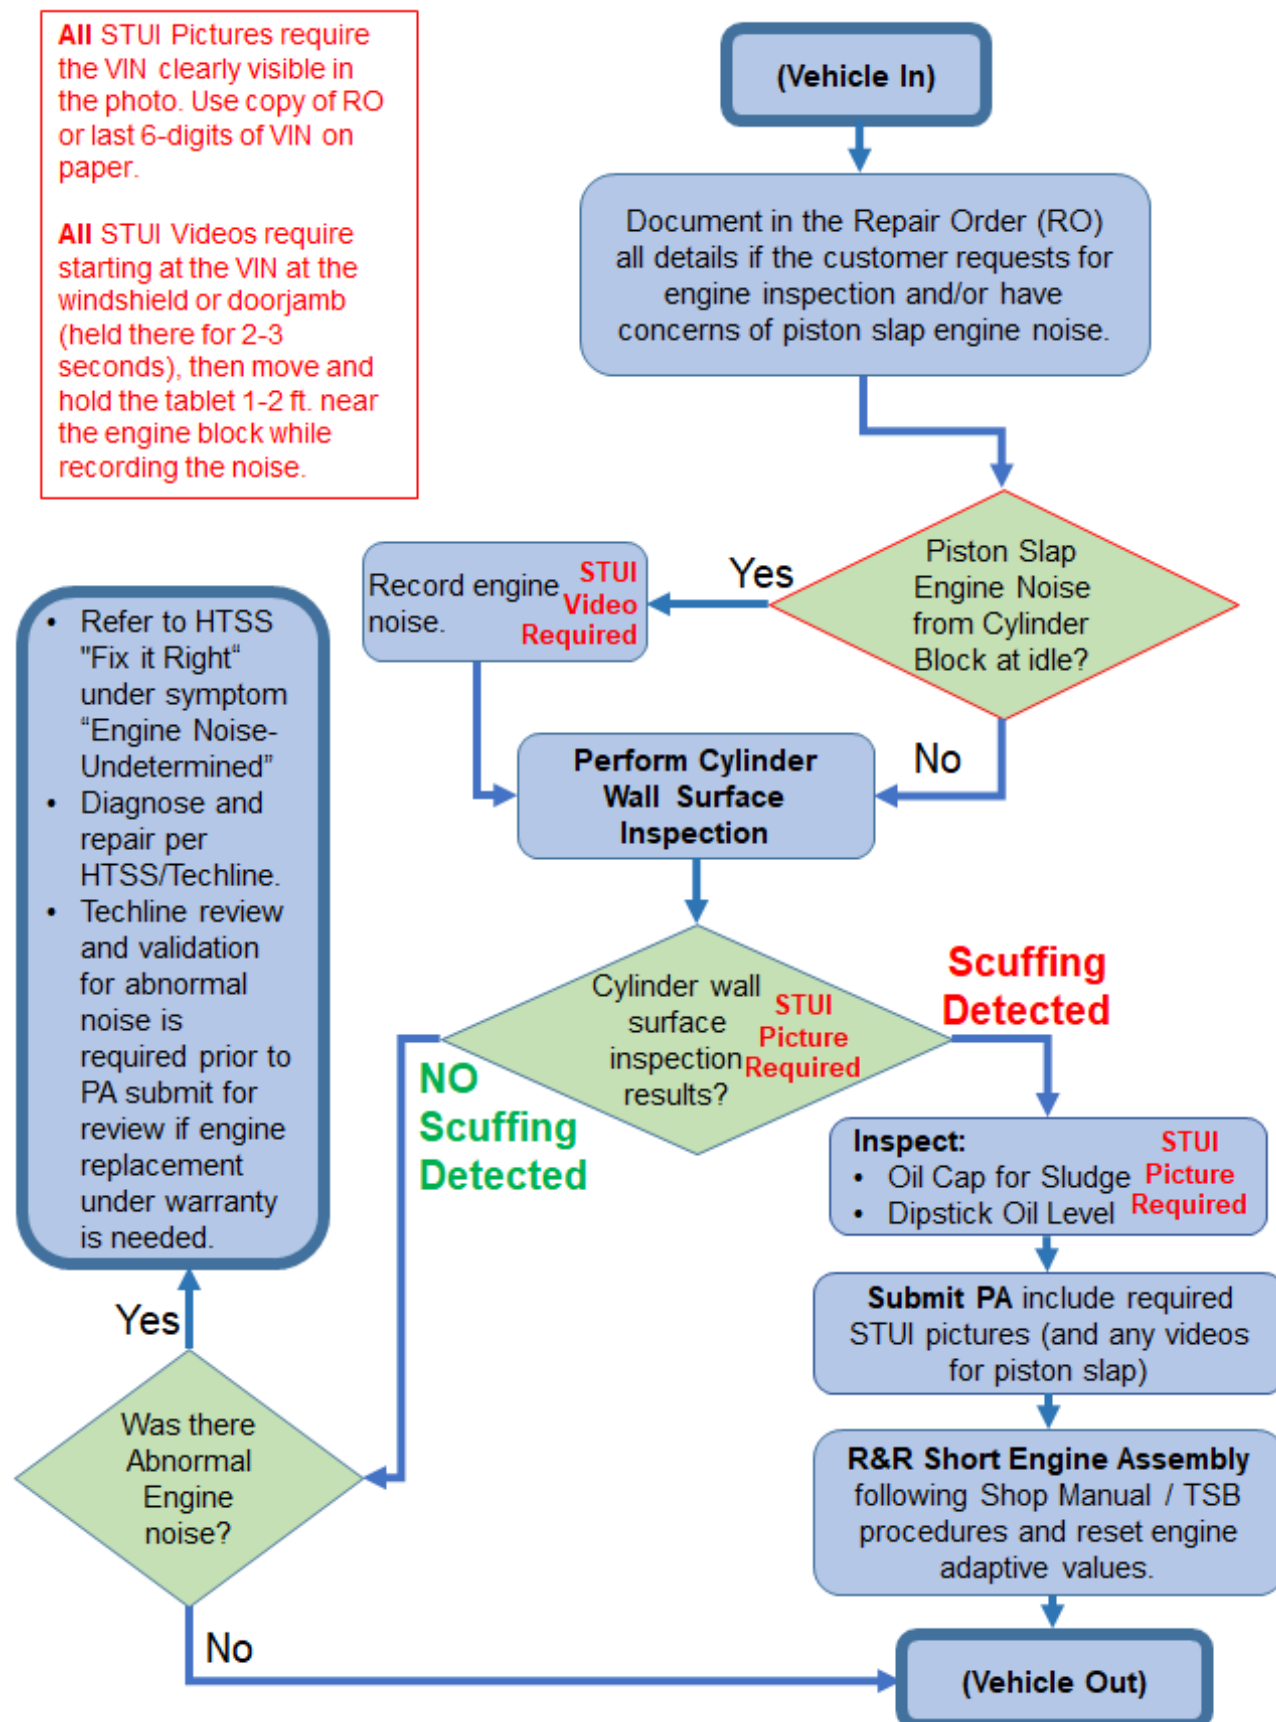 All STUI Pictures require
the VIN clearly visible in
the photo. Use copy of RO
or last 6-digits of VIN on
paper.
All STUI Videos require
starting at the VIN at the
windshield or doorjamb
(held there for 2-3
seconds), then move and
hold the tablet 1-2 ft. near
the engine block while
recording the noise.
(Vehicle In)
Document in the Repair Order (RO)
all details if the customer requests for
engine inspection and/or have
concerns of piston slap engine noise.
Piston Slap
Engine Noise
from Cylinder
Block at idle?
Yes
Record engine
noise.
STUI
Video
Required
No
Perform Cylinder
Wall Surface
Inspection
Cylinder wall
surface
inspection
results?
STUI
Picture
Required
Scuffing
Detected
NO
Scuffing
Detected
Inspect:
• Oil Cap for Sludge
• Dipstick Oil Level
STUI
Picture
Required
Submit PA include required
STUI pictures (and any videos
for piston slap)
R&R Short Engine Assembly
following Shop Manual / TSB
procedures and reset engine
adaptive values.
(Vehicle Out)
Was there
Abnormal
Engine
noise?
Yes
No
• Refer to HTSS
"Fix it Right“
under symptom
“Engine Noise-
Undetermined”
• Diagnose and
repair per
HTSS/Techline.
• Techline review
and validation
for abnormal
noise is
required prior to
PA submit for
review if engine
replacement
under warranty
is needed.